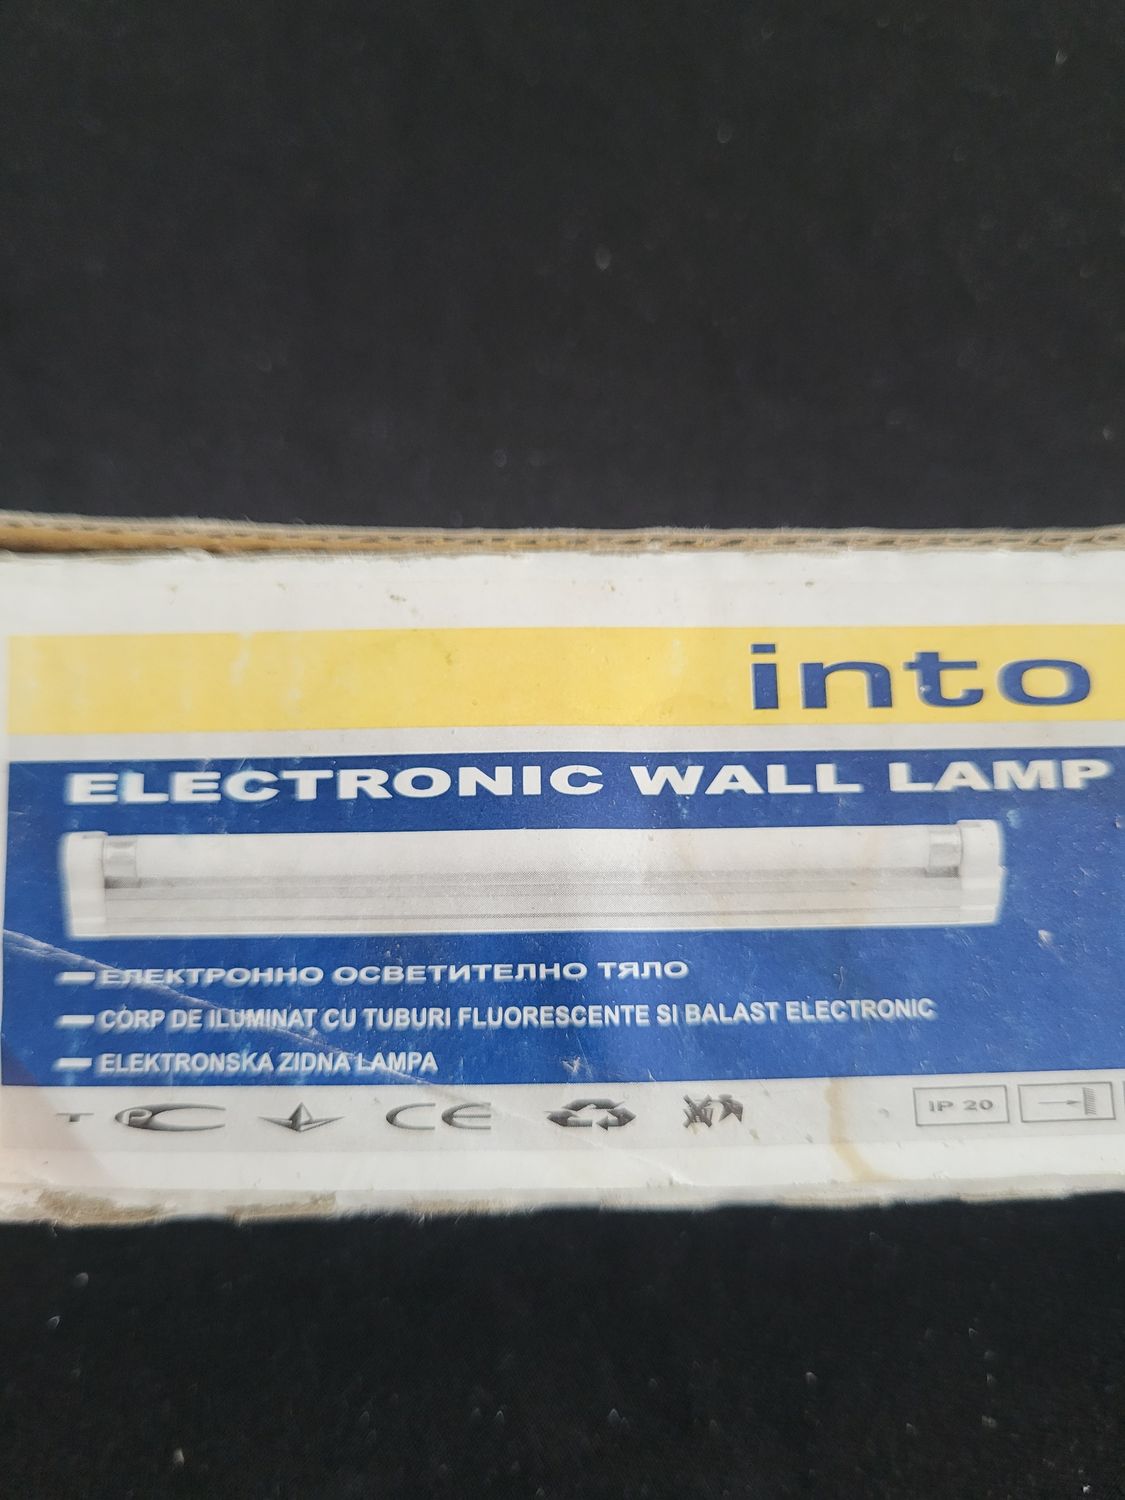 into
ELECTRONIC WALL LAMP
ЕЛЕКТРОННО ОСВЕТИТЕЛНО ТЯЛО
CORP DE ILUMINAT CU TUBURI FLUORESCENTE SI BALAST ELECTRONIC
ELEKTRONSKA ZIDNA LAMPA
CE IP 20